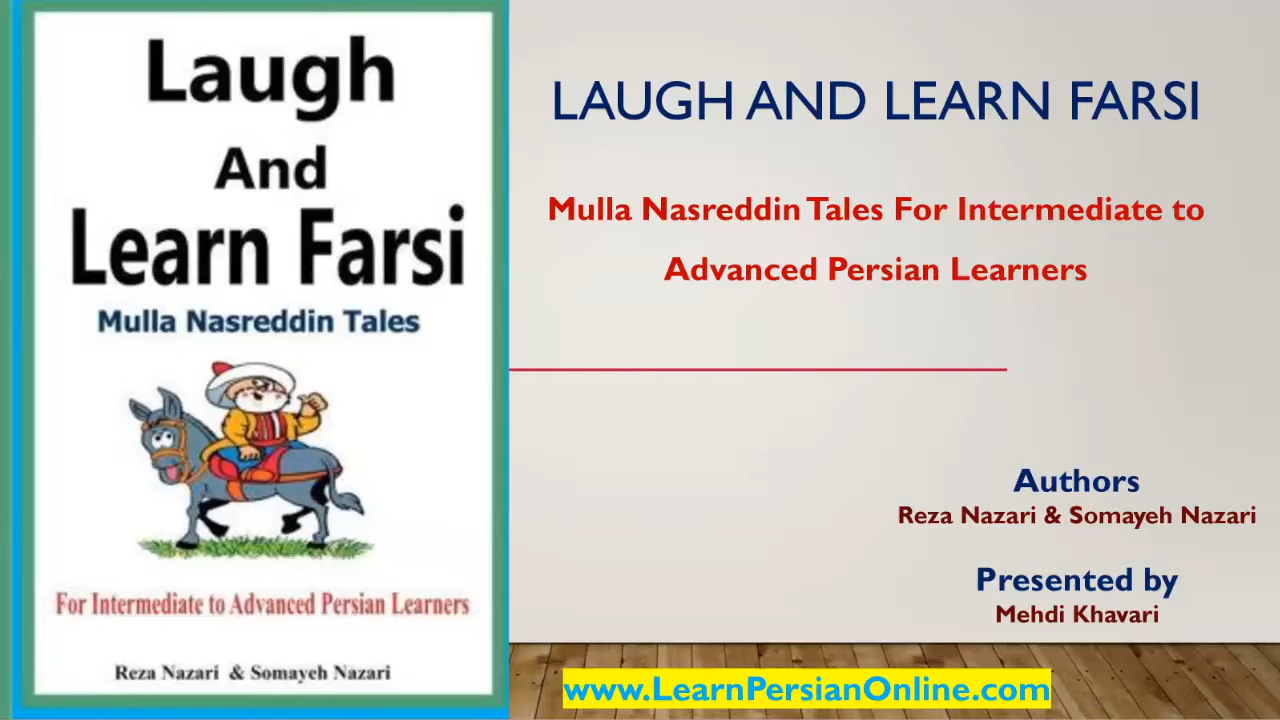 Laugh
And
Learn Farsi
Mulla Nasreddin Tales
For Intermediate to Advanced Persian Learners
Reza Nazari & Somayeh Nazari
LAUGH AND LEARN FARSI
Mulla Nasreddin Tales For Intermediate to
Advanced Persian Learners
Authors
Reza Nazari & Somayeh Nazari
Presented by
Mehdi Khavari
www.LearnPersianOnline.com